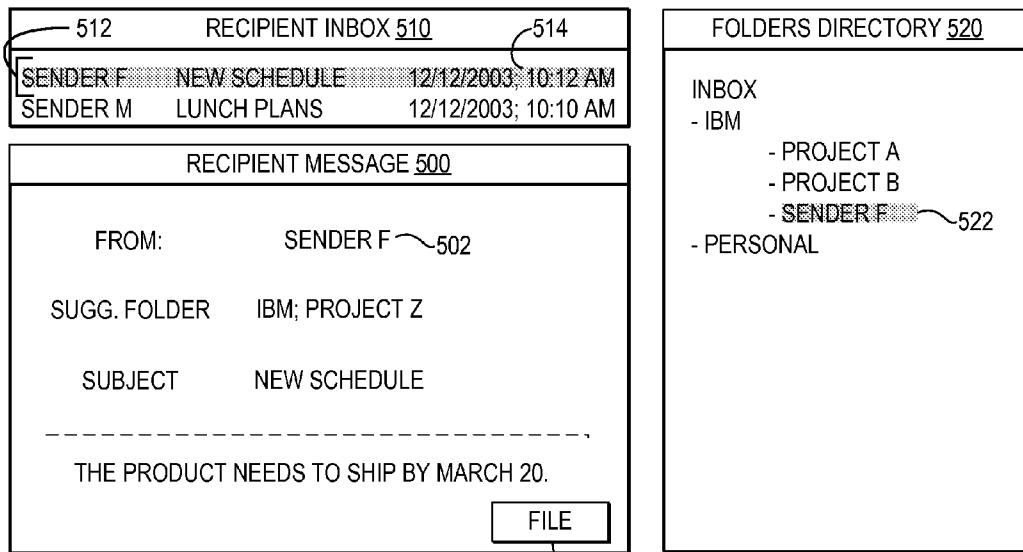 512
RECIPIENT INBOX 510
514
SENDER F NEW SCHEDULE 12/12/2003; 10:12 AM
SENDER M LUNCH PLANS 12/12/2003; 10:10 AM
RECIPIENT MESSAGE 500
FROM: SENDER F 502
SUGG. FOLDER IBM; PROJECT Z
SUBJECT NEW SCHEDULE
THE PRODUCT NEEDS TO SHIP BY MARCH 20.
FILE
FOLDERS DIRECTORY 520
INBOX
- IBM
- PROJECT A
- PROJECT B
- SENDER F 522
- PERSONAL